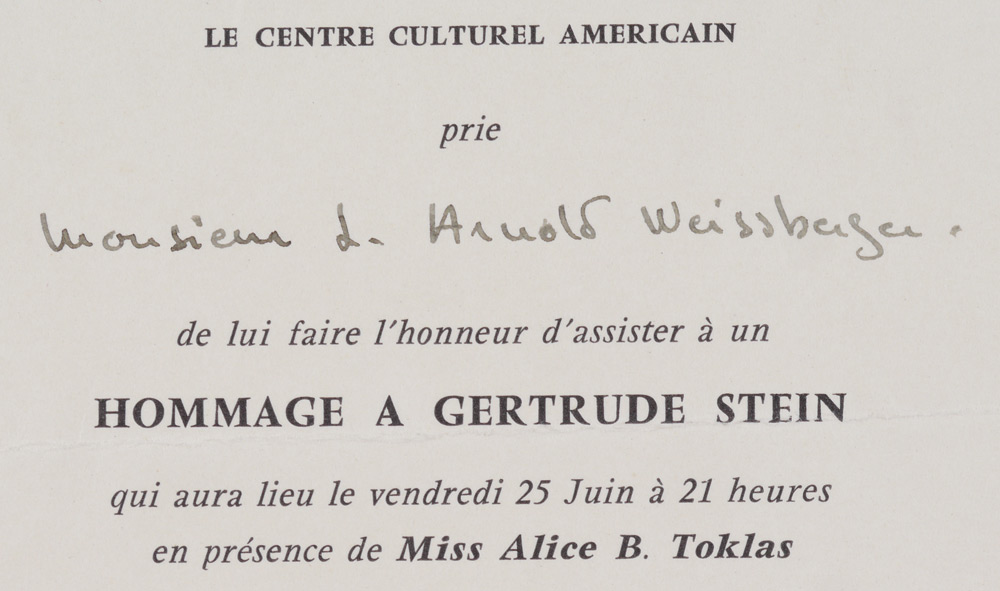 LE CENTRE CULTUREL AMERICAIN
prie
Monsieur L. Arnold Weissberger.
de lui faire l'honneur d'assister à un
HOMMAGE A GERTRUDE STEIN
qui aura lieu le vendredi 25 Juin à 21 heures
en présence de Miss Alice B. Toklas